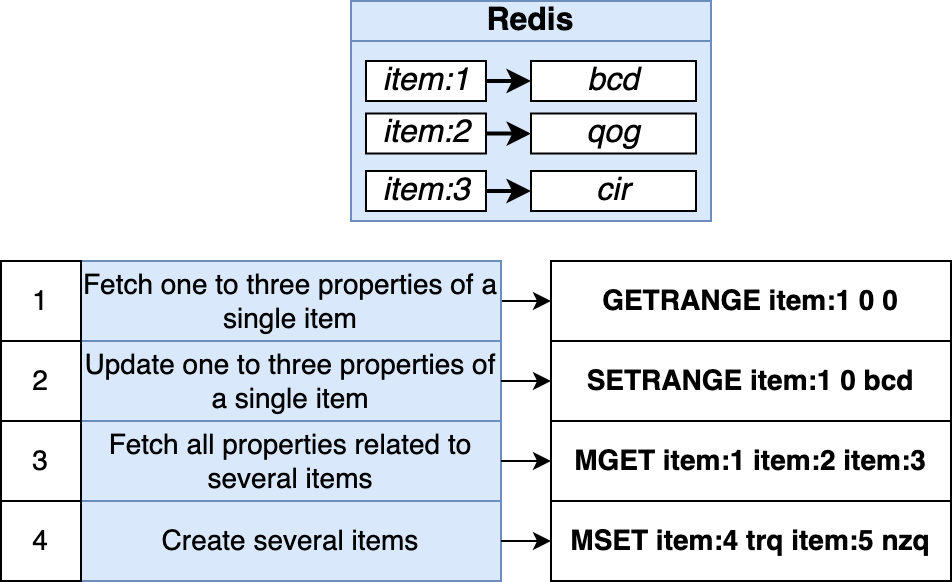 Redis
item:1 bcd
item:2 qog
item:3 cir
1 Fetch one to three properties of a
single item
GETRANGE item:1 0 0
2 Update one to three properties of
a single item
SETRANGE item:1 0 bcd
3 Fetch all properties related to
several items
MGET item:1 item:2 item:3
4 Create several items
MSET item:4 trq item:5 nzq